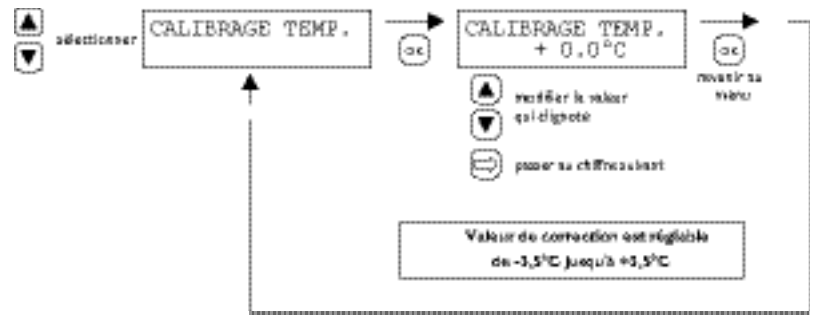 sélectionner
CALIBRAGE TEMP.
OK
CALIBRAGE TEMP.
+ 0.0°C
OK
revenir au
menu
modifier la valeur
qui clignote
passer au chiffre suivant
Valeur de correction est réglable
de -3,5°C jusqu'à +3,5°C